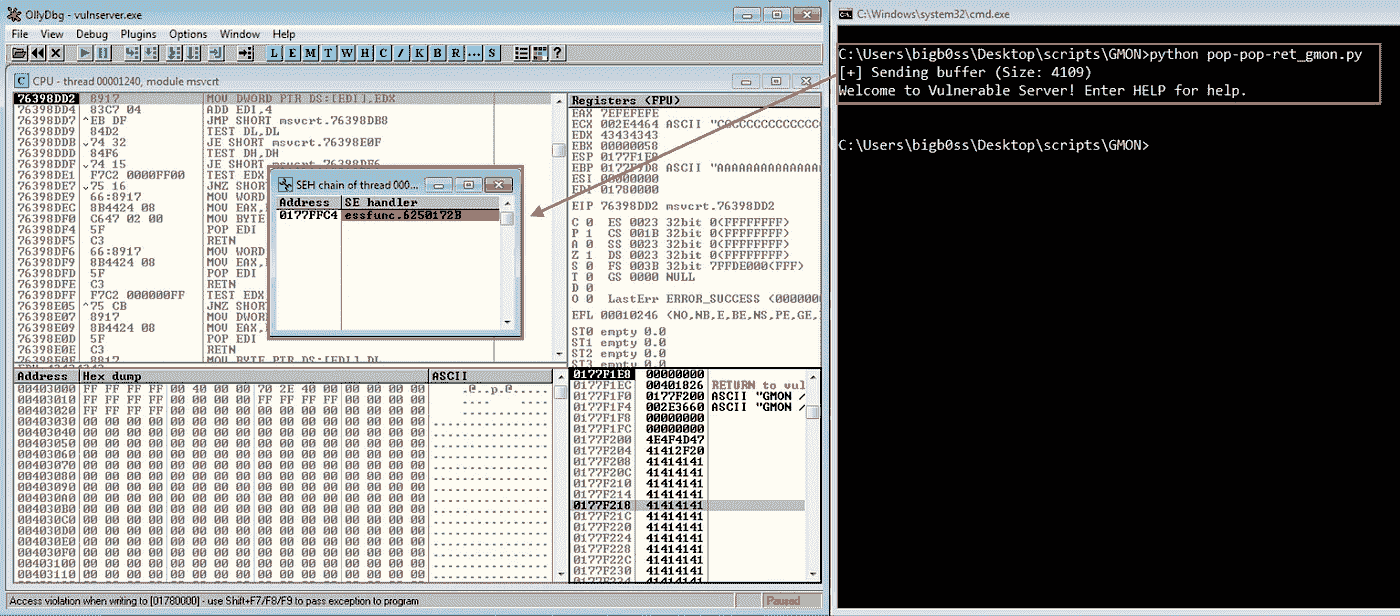 OllyDbg - vulnserver.exe
File View Debug Plugins Options Window Help
L E M T W H C / K B R ... S ?
CPU - thread 00001240, module msvcrt
76398DD2 8917 MOV DWORD PTR DS:[EDI],EDX
76398DD4 83C7 04 ADD EDI,4
76398DD7 ^EB DF JMP SHORT msvcrt.76398DB8
76398DD9 84D2 TEST DL,DL
76398DDB 74 32 JE SHORT msvcrt.76398E0F
76398DDD 84F6 TEST DH,DH
76398DDF 74 15 JE SHORT msvcrt.76398DF6
76398DE1 F7C2 0000FF00 TEST EDX
76398DE7 75 16 JNZ SHORT
76398DE9 66:8917 MOV WORD
76398DEC 8B4424 08 MOV EAX,
76398DF0 C647 02 00 MOV BYTE
76398DF4 5F POP EDI
76398DF5 C3 RETN
76398DF6 66:8917 MOV WORD
76398DF9 8B4424 08 MOV EAX,
76398DFD 5F POP EDI
76398DFE C3 RETN
76398DFF F7C2 000000FF TEST EDX
76398E05 ^75 CB JNZ SHORT
76398E07 8917 MOV DWOR
76398E09 8B4424 08 MOV EAX,
76398E0D 5F POP EDI
76398E0E C3 RETN
8817 MOV BYTE PTR DS:[EDI],DL
SEH chain of thread 000...
Address SE handler
0177FFC4 essfunc.6250172B
Registers (FPU)
EAX 7EFEFEFE
ECX 002E4464 ASCII
EDX 43434343
EBX 00000058
ESP 0177F1E8
EBP 0177F9D8 ASCII "AAAAAAAAAAAAAA
ESI 00000000
EDI 01780000
EIP 76398DD2 msvcrt.76398DD2
C 0 ES 0023 32bit 0(FFFFFFFF)
P 1 CS 001B 32bit 0(FFFFFFFF)
A 0 SS 0023 32bit 0(FFFFFFFF)
Z 1 DS 0023 32bit 0(FFFFFFFF)
S 0 FS 003B 32bit 7FFDE000(FFF)
T 0 GS 0000 NULL
D 0
O 0 LastErr ERROR_SUCCESS (0000000
EFL 00010246 (NO,NB,E,BE,NS,PE,GE,
ST0 empty 0.0
ST1 empty 0.0
ST2 empty 0.0
ST3 empty 0.0
Address Hex dump ASCII
00403000 FF FF FF FF 00 40 00 00 70 2E 40 00 00 00 00 00 .@..p.@.....
00403010 FF FF FF FF 00 00 00 00 FF FF FF FF 00 00 00 00 .... ....
00403020 FF FF FF FF 00 00 00 00 00 00 00 00 00 00 00 00 ............
00403030 00 00 00 00 00 00 00 00 00 00 00 00 00 00 00 00 ................
00403040 00 00 00 00 00 00 00 00 00 00 00 00 00 00 00 00 ................
00403050 00 00 00 00 00 00 00 00 00 00 00 00 00 00 00 00 ................
00403060 00 00 00 00 00 00 00 00 00 00 00 00 00 00 00 00 ................
00403070 00 00 00 00 00 00 00 00 00 00 00 00 00 00 00 00 ................
00403080 00 00 00 00 00 00 00 00 00 00 00 00 00 00 00 00 ................
00403090 00 00 00 00 00 00 00 00 00 00 00 00 00 00 00 00 ................
004030A0 00 00 00 00 00 00 00 00 00 00 00 00 00 00 00 00 ................
004030B0 00 00 00 00 00 00 00 00 00 00 00 00 00 00 00 00 ................
004030C0 00 00 00 00 00 00 00 00 00 00 00 00 00 00 00 00 ................
004030D0 00 00 00 00 00 00 00 00 00 00 00 00 00 00 00 00 ................
004030E0 00 00 00 00 00 00 00 00 00 00 00 00 00 00 00 00 ................
004030F0 00 00 00 00 00 00 00 00 00 00 00 00 00 00 00 00 ................
00403100 00 00 00 00 00 00 00 00 00 00 00 00 00 00 00 00 ................
00403110 00 00 00 00 00 00 00 00 00 00 00 00 00 00 00 00 ................
0177F1E8 00000000
0177F1EC 00401826 RETURN to vul
0177F1F0 0177F200 ASCII "GMON /
0177F1F4 002E3660 ASCII "GMON /
0177F1F8 00000000
0177F1FC 00000000
0177F200 4E4F4D47
0177F204 41412F20
0177F208 41414141
0177F20C 41414141
0177F210 41414141
0177F214 41414141
0177F218 41414141
0177F21C 41414141
0177F220 41414141
0177F224 41414141
0177F228 41414141
0177F22C 41414141
0177F230 41414141
0177F234 41414141
Access violation when writing to [01780000] - use Shift+F7/F8/F9 to pass exception to program
Paused
C:\Windows\system32\cmd.exe
C:\Users\bigb0ss\Desktop\scripts\GMON>python pop-pop-ret_gmon.py
[+] Sending buffer (Size: 4109)
Welcome to Vulnerable Server! Enter HELP for help.
C:\Users\bigb0ss\Desktop\scripts\GMON>